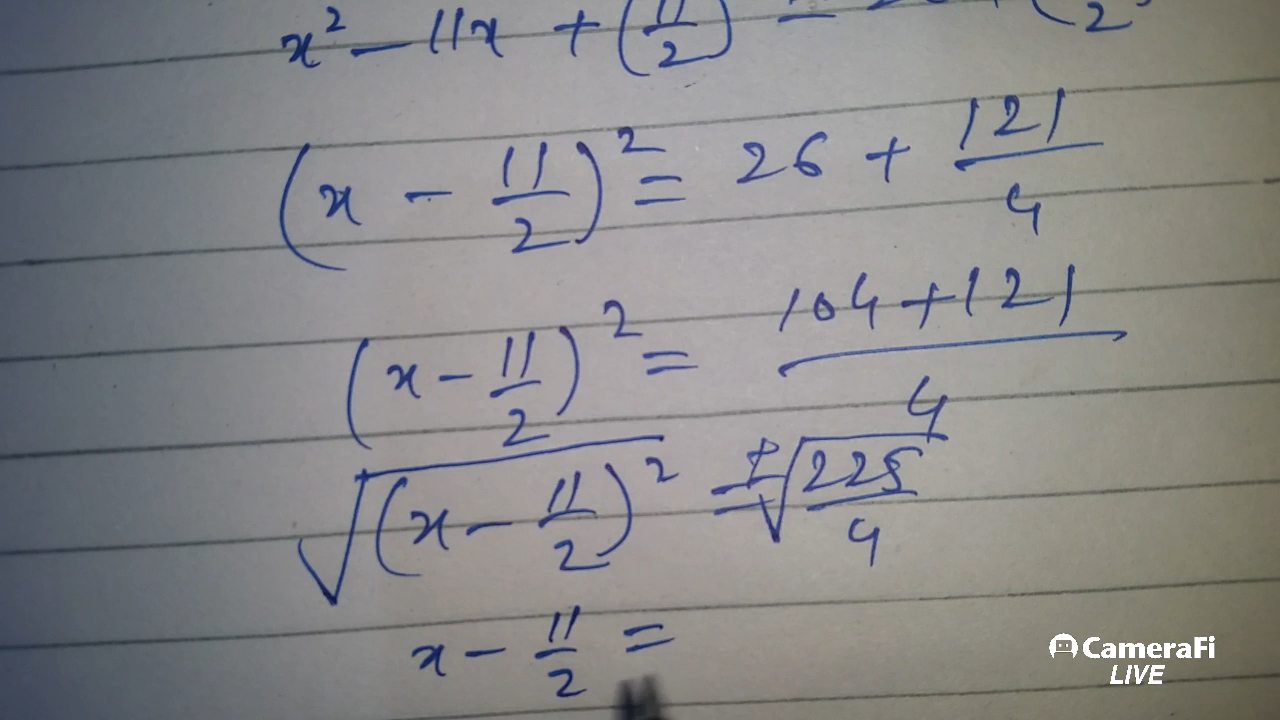 x² - 11x + (11/2) =
(x - 11/2)² = 26 + 121/4
(x - 11/2)² = 104 + 121/4
√(x - 11/2)² = ±√225/4
x - 11/2 =
CameraFi
LIVE